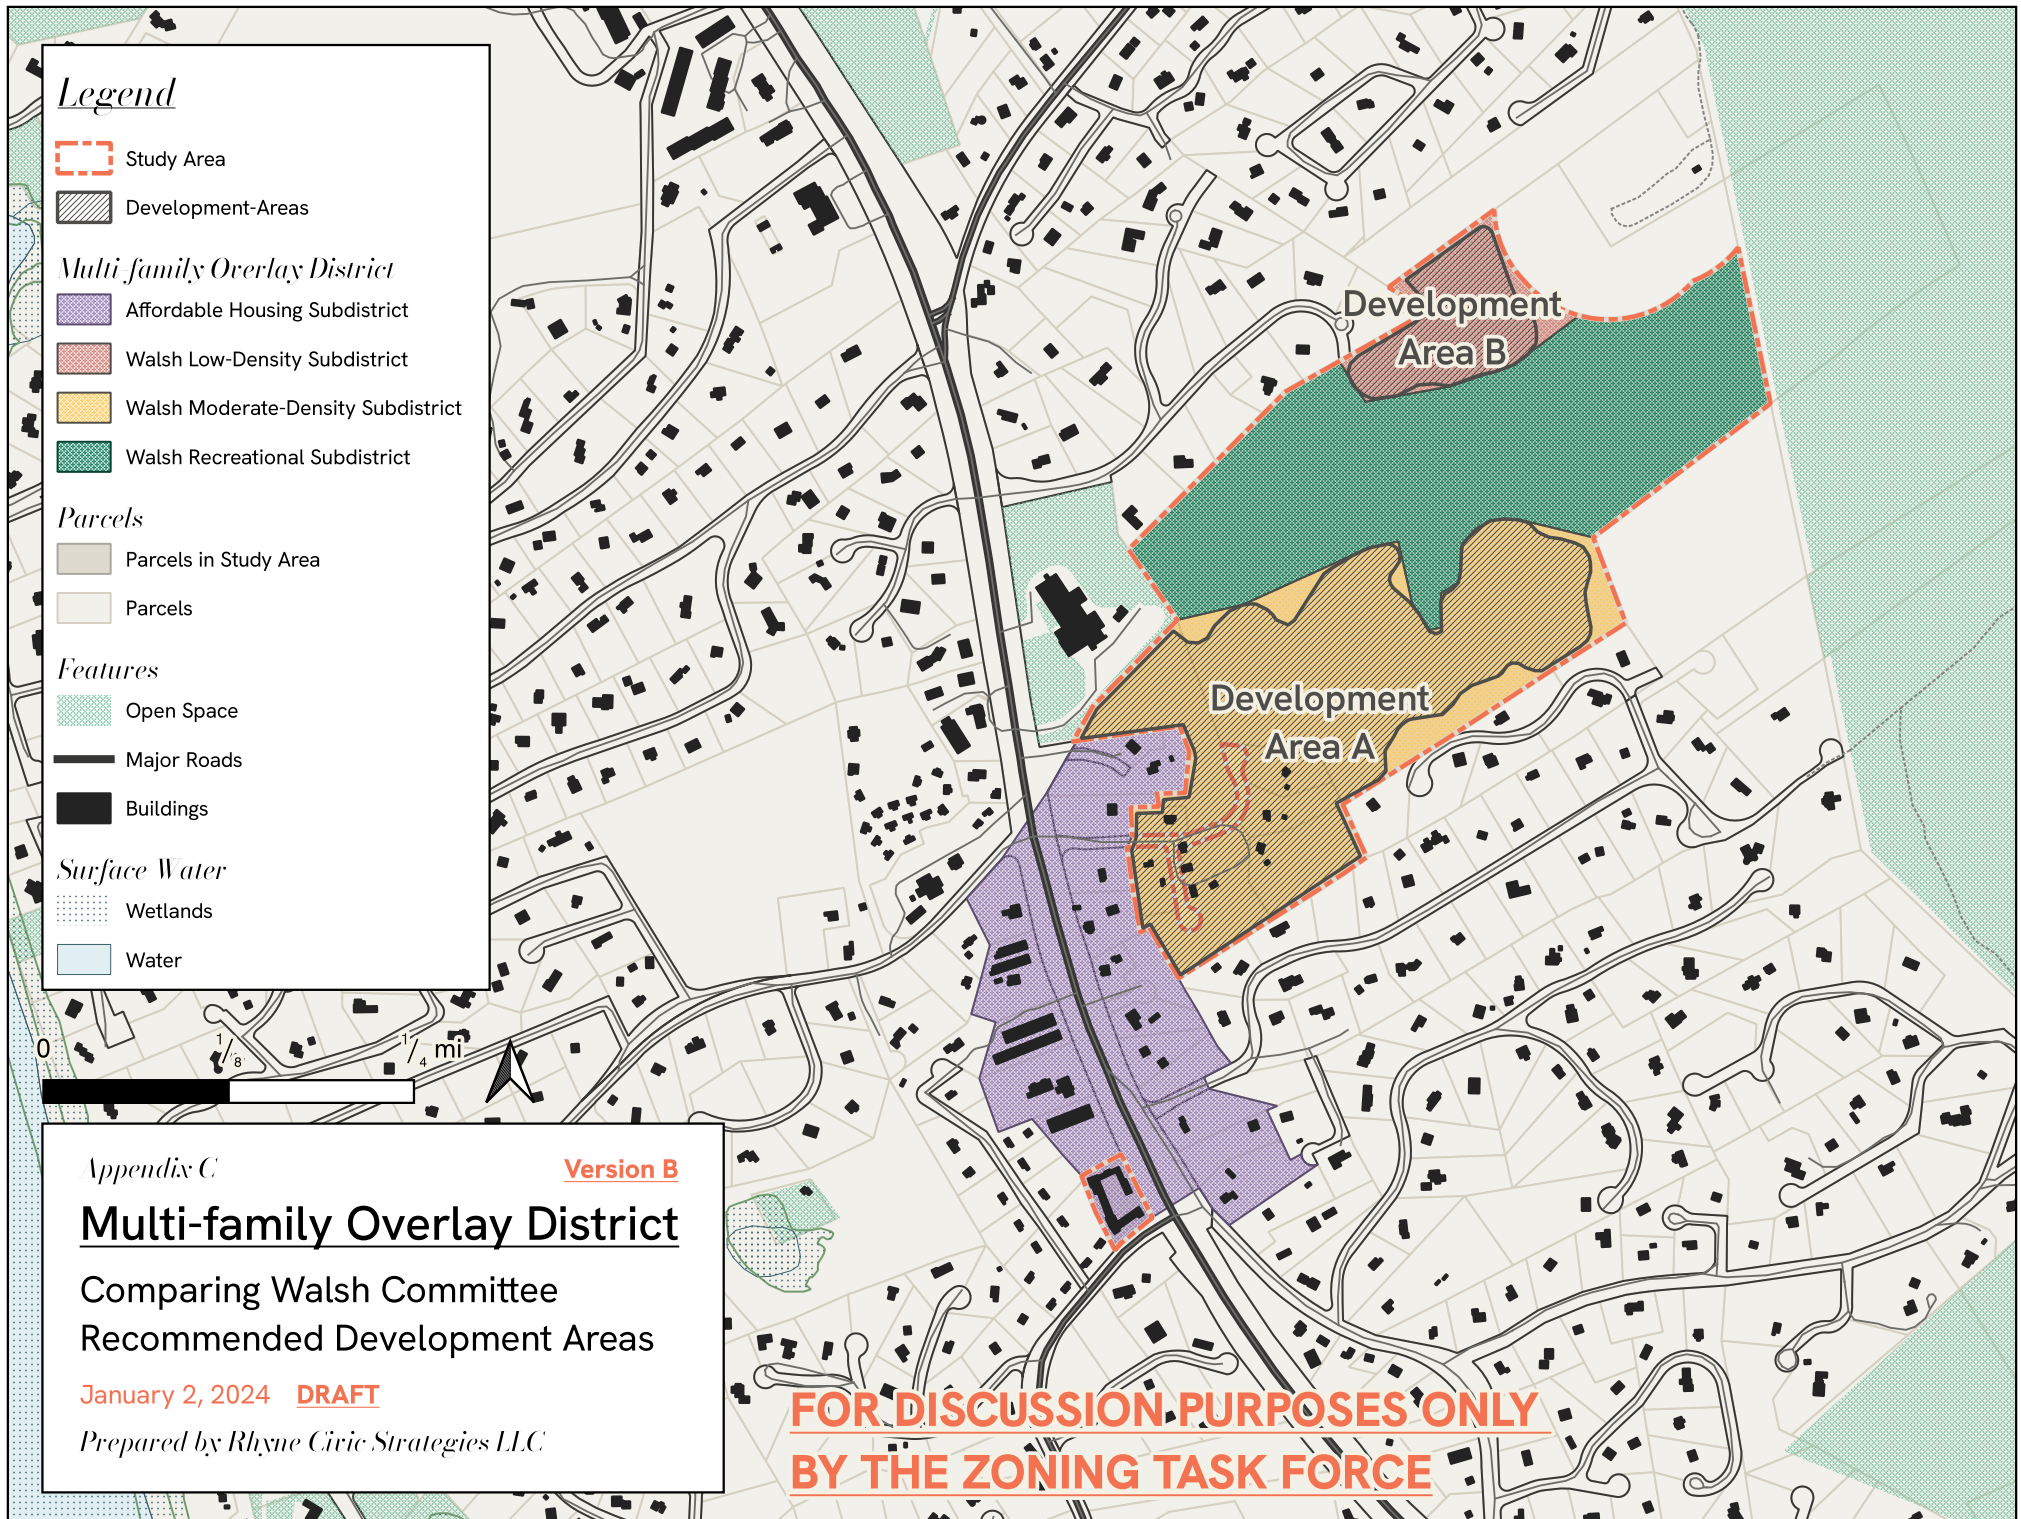 Legend
Study Area
Development-Areas
Multi-family Overlay District
Affordable Housing Subdistrict
Walsh Low-Density Subdistrict
Walsh Moderate-Density Subdistrict
Walsh Recreational Subdistrict
Parcels
Parcels in Study Area
Parcels
Features
Open Space
Major Roads
Buildings
Surface Water
Wetlands
Water
0 1/8 1/4 mi
Development
Area B
Development
Area A
Appendix C
Version B
Multi-family Overlay District
Comparing Walsh Committee
Recommended Development Areas
January 2, 2024 DRAFT
Prepared by Rhyne Civic Strategies LLC
FOR DISCUSSION PURPOSES ONLY
BY THE ZONING TASK FORCE